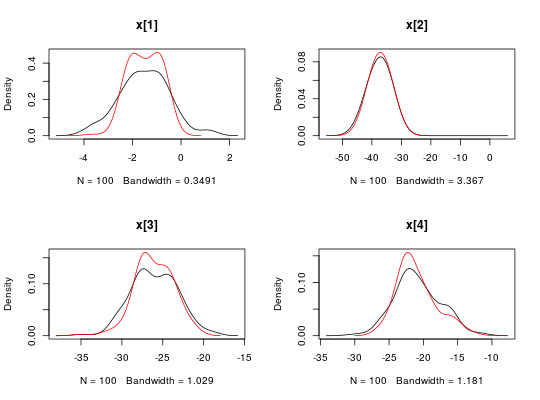 x[1]
Density
0.0 0.2 0.4
-4 -2 0 2
N = 100 Bandwidth = 0.3491
x[2]
Density
0.00 0.04 0.08
-50 -40 -30 -20 -10 0
N = 100 Bandwidth = 3.367
x[3]
Density
0.00 0.10
-35 -30 -25 -20 -15
N = 100 Bandwidth = 1.029
x[4]
Density
0.00 0.10
-35 -30 -25 -20 -15 -10
N = 100 Bandwidth = 1.181